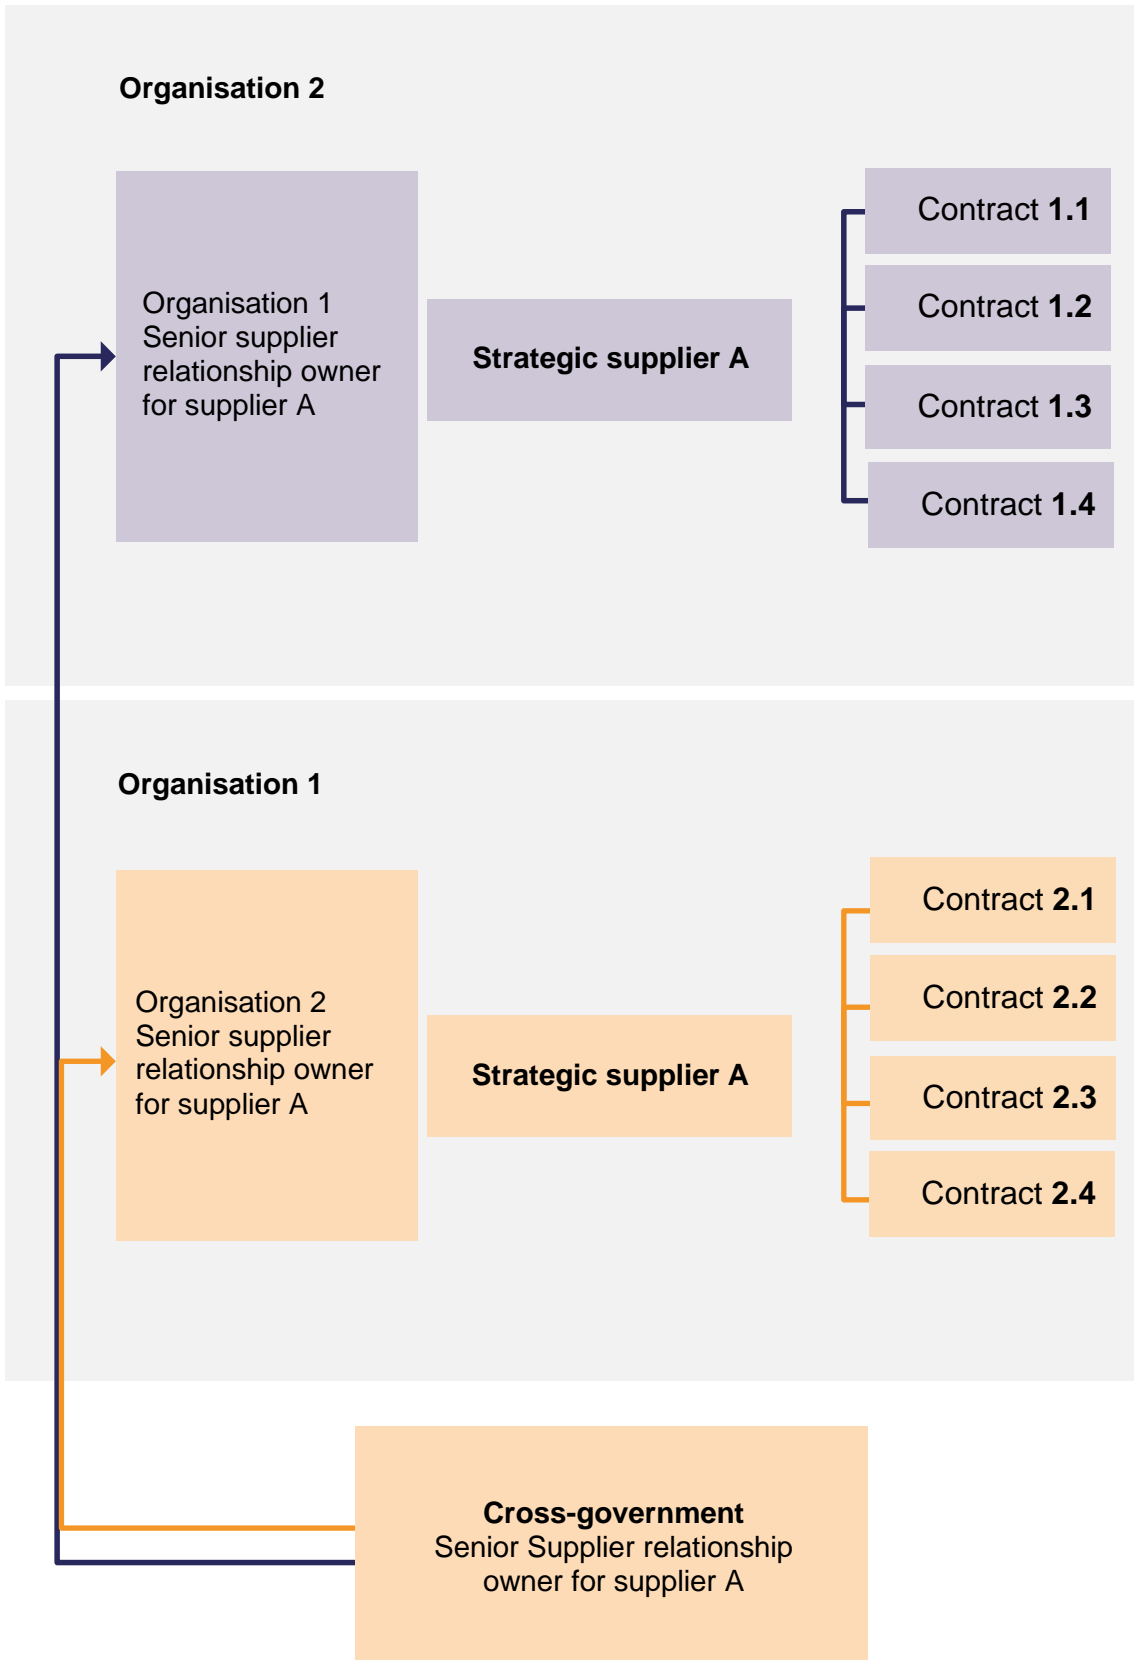 Organisation 2
Organisation 1
Senior supplier
relationship owner
for supplier A
Strategic supplier A
Contract 1.1
Contract 1.2
Contract 1.3
Contract 1.4
Organisation 1
Organisation 2
Senior supplier
relationship owner
for supplier A
Strategic supplier A
Contract 2.1
Contract 2.2
Contract 2.3
Contract 2.4
Cross-government
Senior Supplier relationship
owner for supplier A